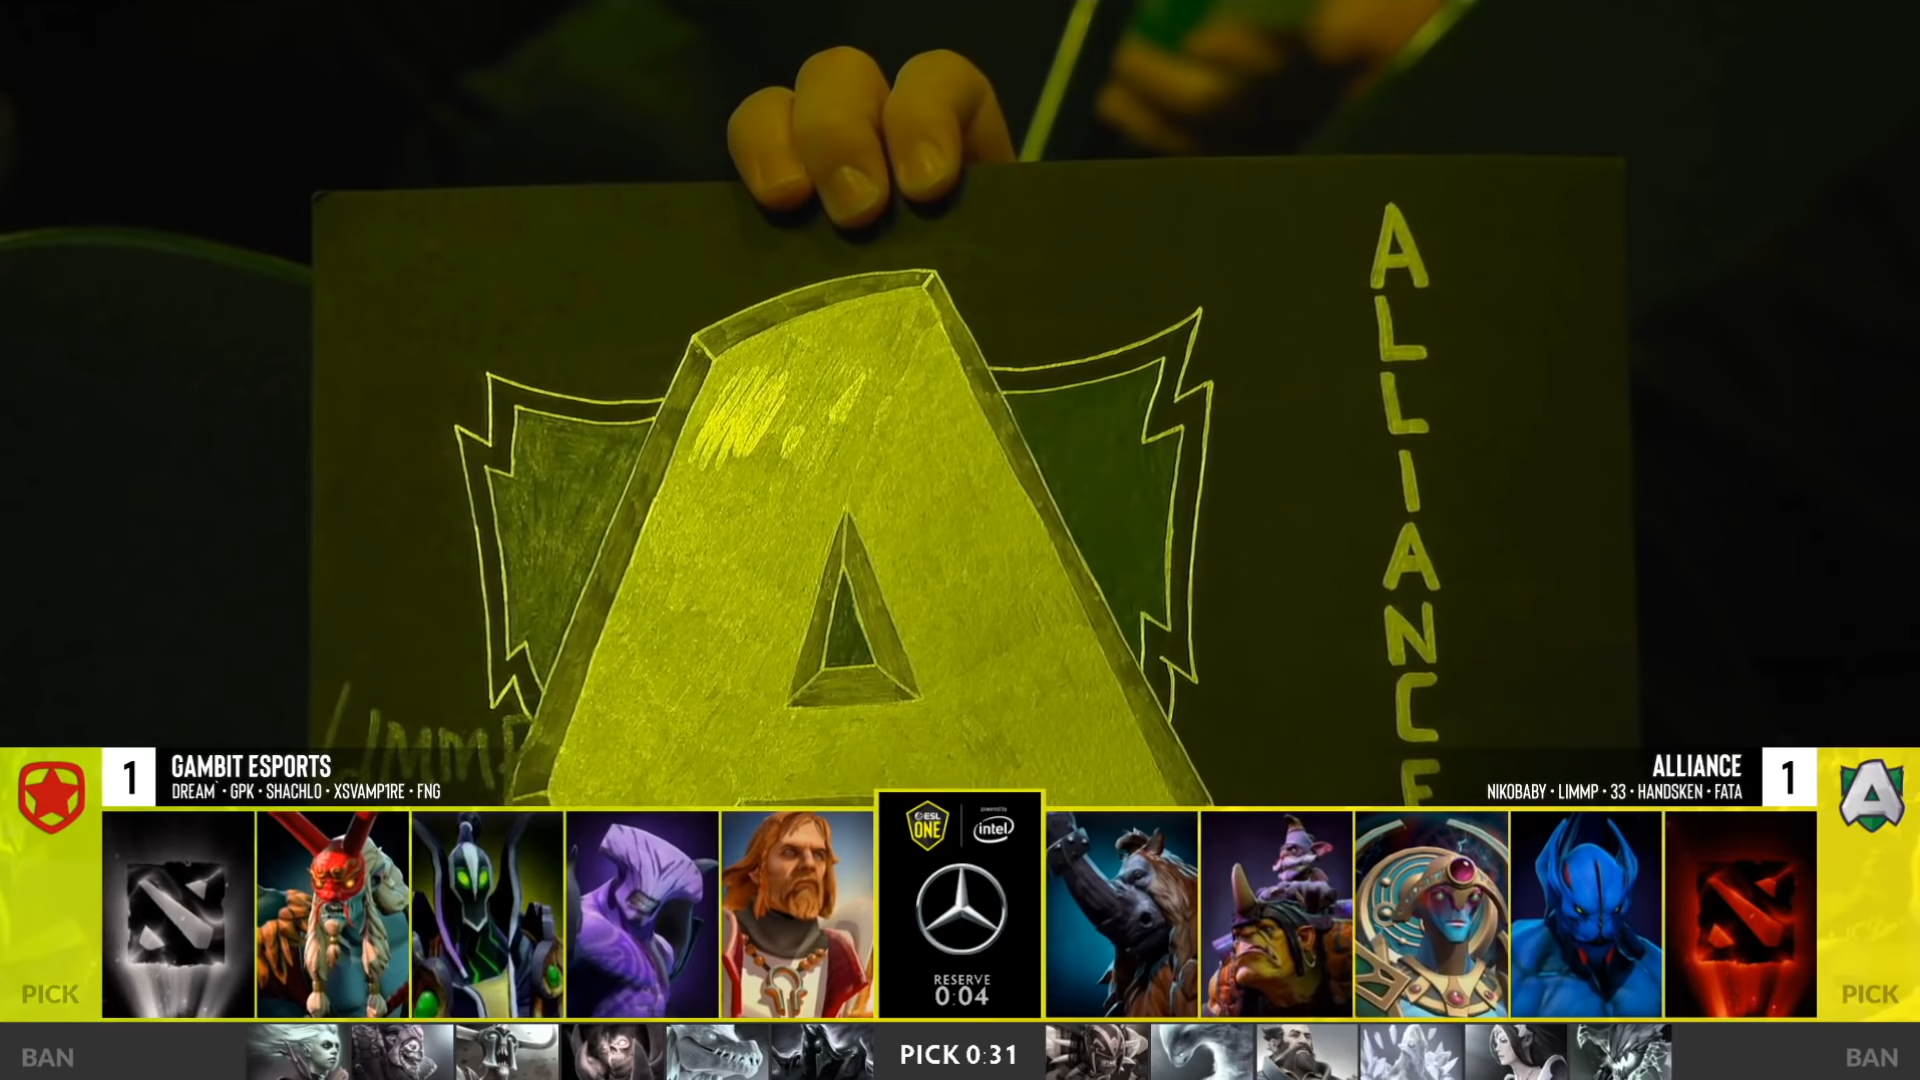 ALLIANCE
LIMMP
1
GAMBIT ESPORTS
DREAM` · GPK · SHACHLO · XSVAMP1RE · FNG
ALLIANCE
1
NIKOBABY · LIMMP · 33 · HANDSKEN · FATA
A
ESL
ONE
powered by
intel
RESERVE
0:04
PICK
PICK
BAN
PICK 0:31
BAN